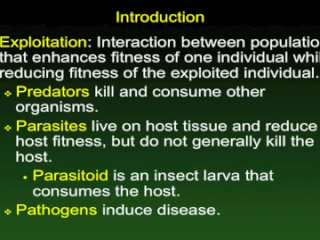 Introduction
Exploitation: Interaction between populatio
that enhances fitness of one individual whil
reducing fitness of the exploited individual.
❖ Predators kill and consume other
organisms.
❖ Parasites live on host tissue and reduce
host fitness, but do not generally kill the
host.
▪ Parasitoid is an insect larva that
consumes the host.
❖ Pathogens induce disease.